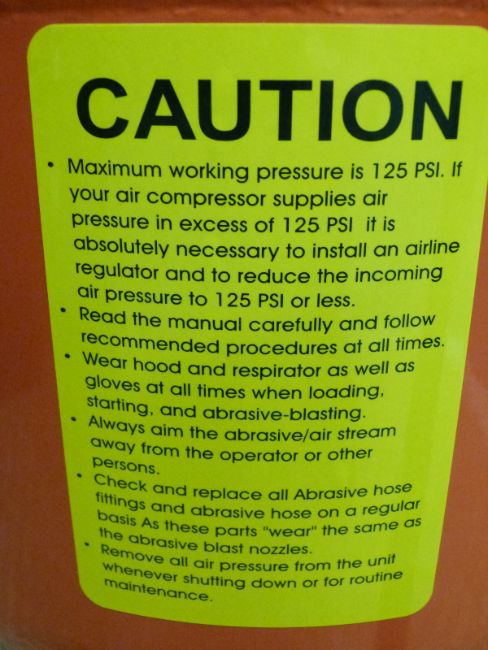 CAUTION
• Maximum working pressure is 125 PSI. If
your air compressor supplies air
pressure in excess of 125 PSI it is
absolutely necessary to install an airline
regulator and to reduce the incoming
air pressure to 125 PSI or less.
• Read the manual carefully and follow
recommended procedures at all times.
• Wear hood and respirator as well as
gloves at all times when loading,
starting, and abrasive-blasting.
• Always aim the abrasive/air stream
away from the operator or other
persons.
• Check and replace all Abrasive hose
fittings and abrasive hose on a regular
basis As these parts "wear" the same as
the abrasive blast nozzles.
• Remove all air pressure from the unit
whenever shutting down or for routine
maintenance.